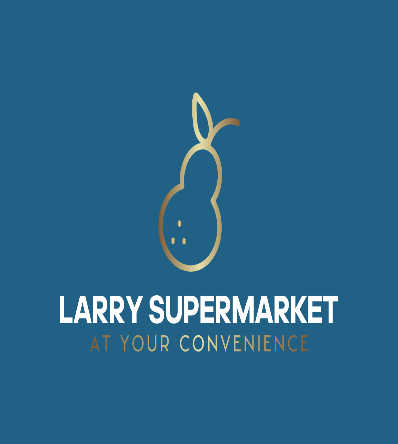 LARRY SUPERMARKET
AT YOUR CONVENIENCE